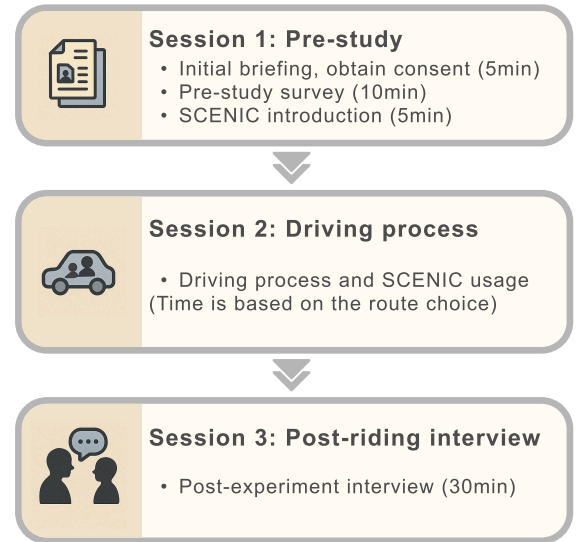 Session 1: Pre-study
• Initial briefing, obtain consent (5min)
• Pre-study survey (10min)
• SCENIC introduction (5min)
Session 2: Driving process
• Driving process and SCENIC usage
(Time is based on the route choice)
Session 3: Post-riding interview
• Post-experiment interview (30min)